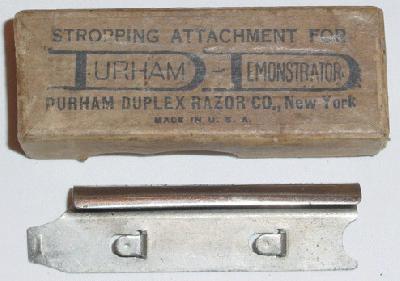 STROPPING ATTACHMENT FOR
DURHAM-DEMONSTRATOR
DURHAM DUPLEX RAZOR CO., New York
MADE IN U.S.A.